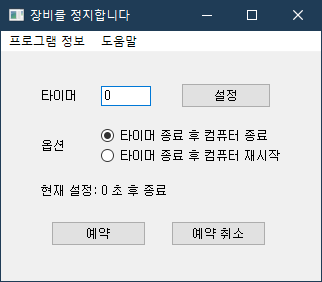 장비를 정지합니다
프로그램 정보 도움말
타이머 0 설정
옵션
타이머 종료 후 컴퓨터 종료
타이머 종료 후 컴퓨터 재시작
현재 설정: 0 초 후 종료
예약 예약 취소